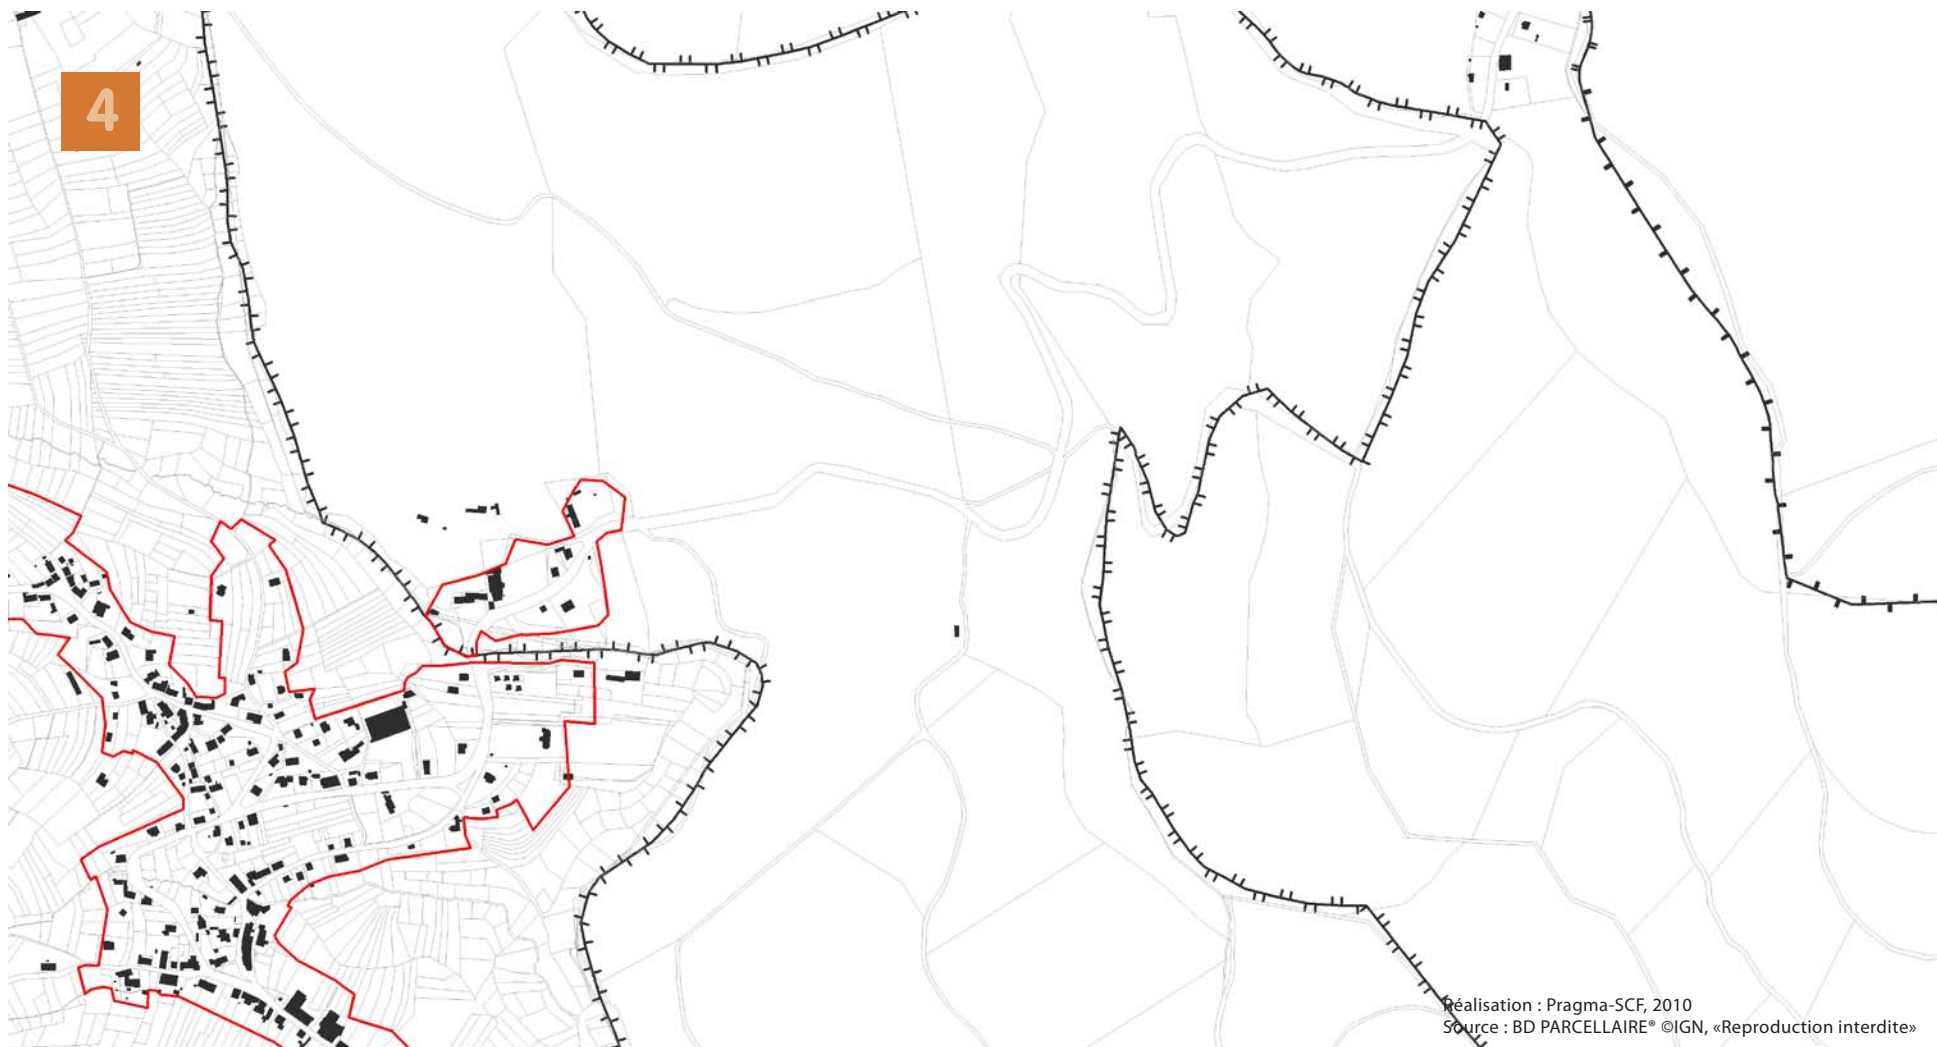 4
Réalisation : Pragma-SCF, 2010
Source : BD PARCELLAIRE® ©IGN, «Reproduction interdite»